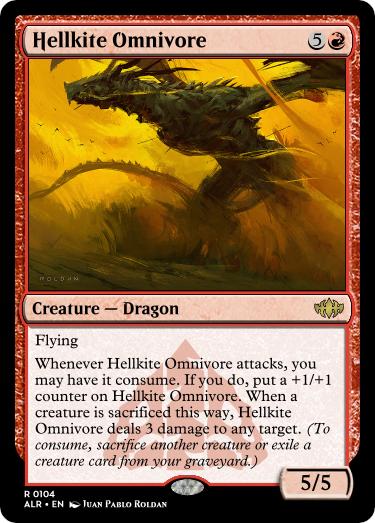 Hellkite Omnivore 5
ROLDAN
Creature — Dragon
Flying
Whenever Hellkite Omnivore attacks, you
may have it consume. If you do, put a +1/+1
counter on Hellkite Omnivore. When a
creature is sacrificed this way, Hellkite
Omnivore deals 3 damage to any target. (To
consume, sacrifice another creature or exile a
creature card from your graveyard.)
5/5
R 0104
ALR • EN Juan Pablo Roldan